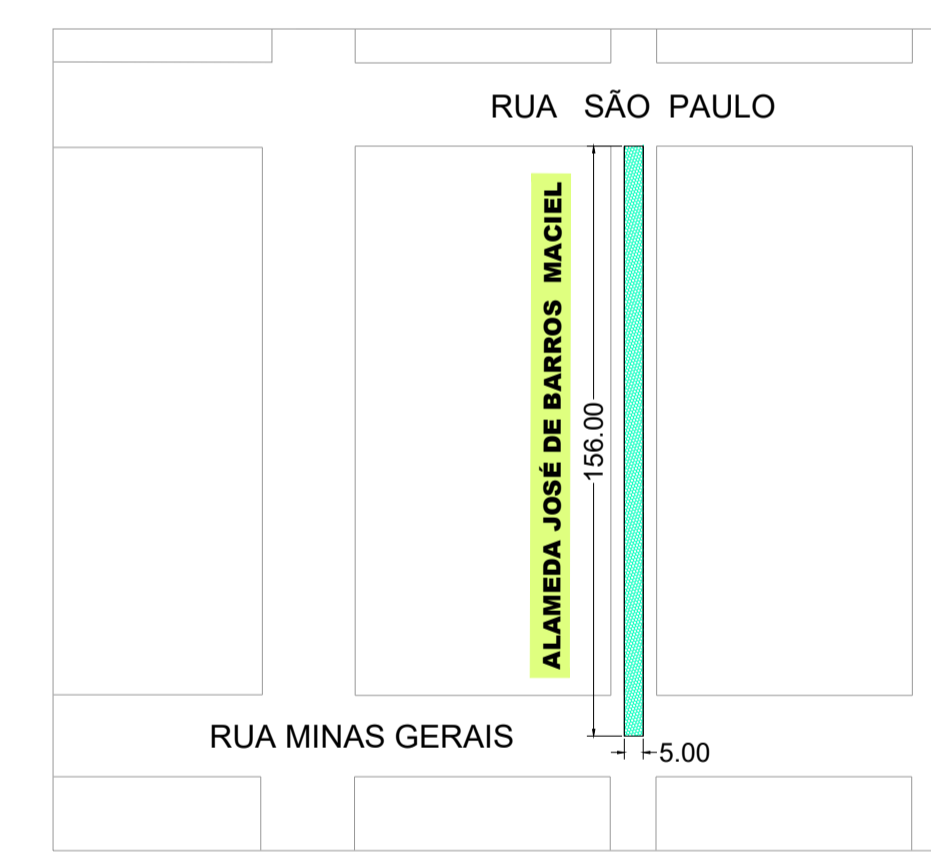 RUA SÃO PAULO
ALAMEDA JOSÉ DE BARROS MACIEL
156.00
RUA MINAS GERAIS
5.00